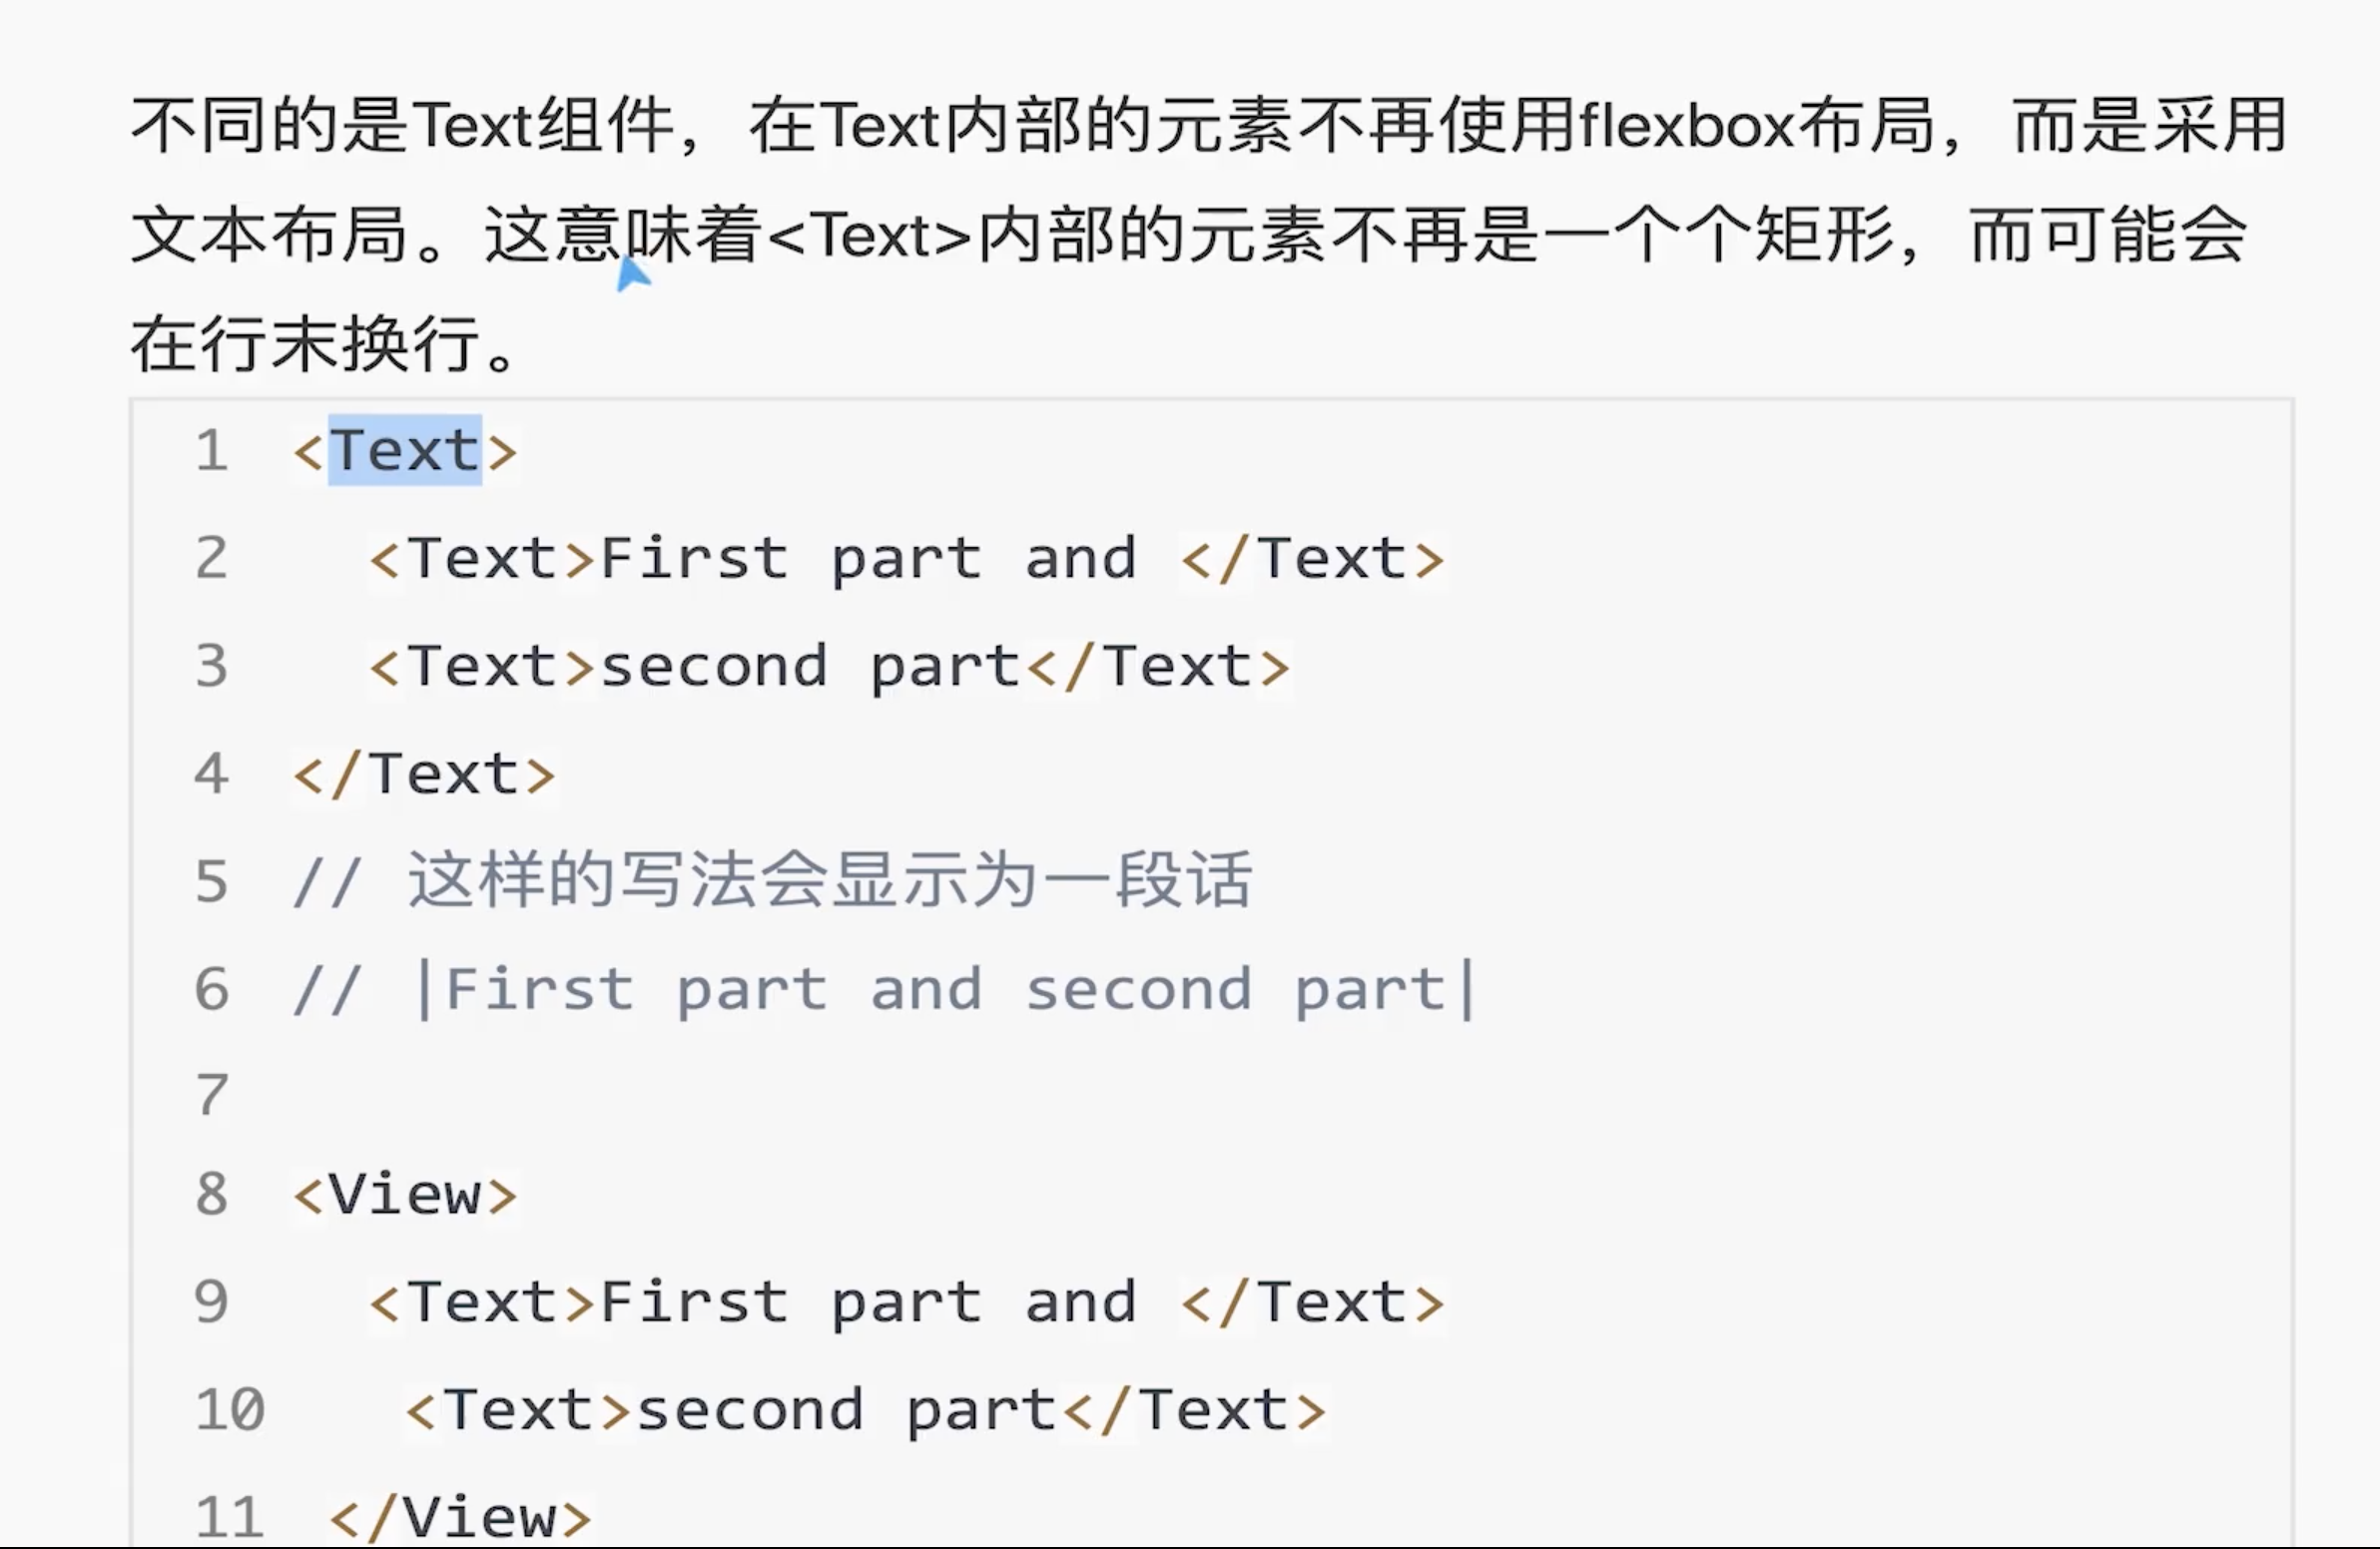 不同的是Text组件，在Text内部的元素不再使用flexbox布局，而是采用
文本布局。这意味着<Text>内部的元素不再是一个个矩形，而可能会
在行末换行。
1 <Text>
2   <Text>First part and </Text>
3   <Text>second part</Text>
4 </Text>
5 // 这样的写法会显示为一段话
6 // |First part and second part|
7
8 <View>
9   <Text>First part and </Text>
10   <Text>second part</Text>
11 </View>